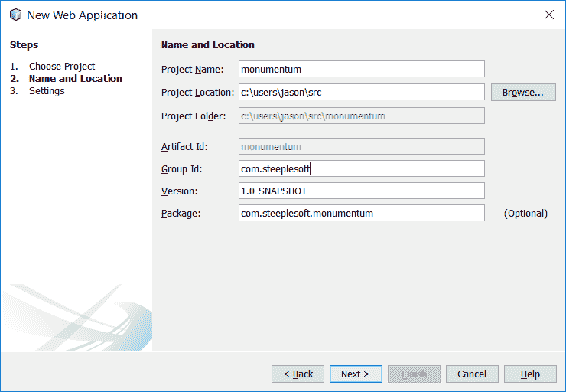 New Web Application
Steps
1. Choose Project
2. Name and Location
3. Settings
Name and Location
Project Name: monumentum
Project Location: c:\users\jason\src Browse...
Project Folder: c:\users\jason\src\monumentum
Artifact Id: monumentum
Group Id: com.steeplesoft
Version: 1.0-SNAPSHOT
Package: com.steeplesoft.monumentum (Optional)
< Back Next > Finish Cancel Help